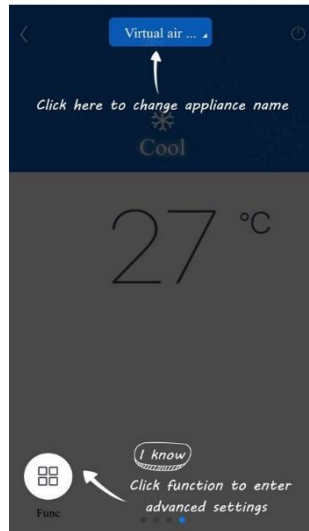 Virtual air ...
Click here to change appliance name
Cool
27 °C
I know
Click function to enter
advanced settings
Func